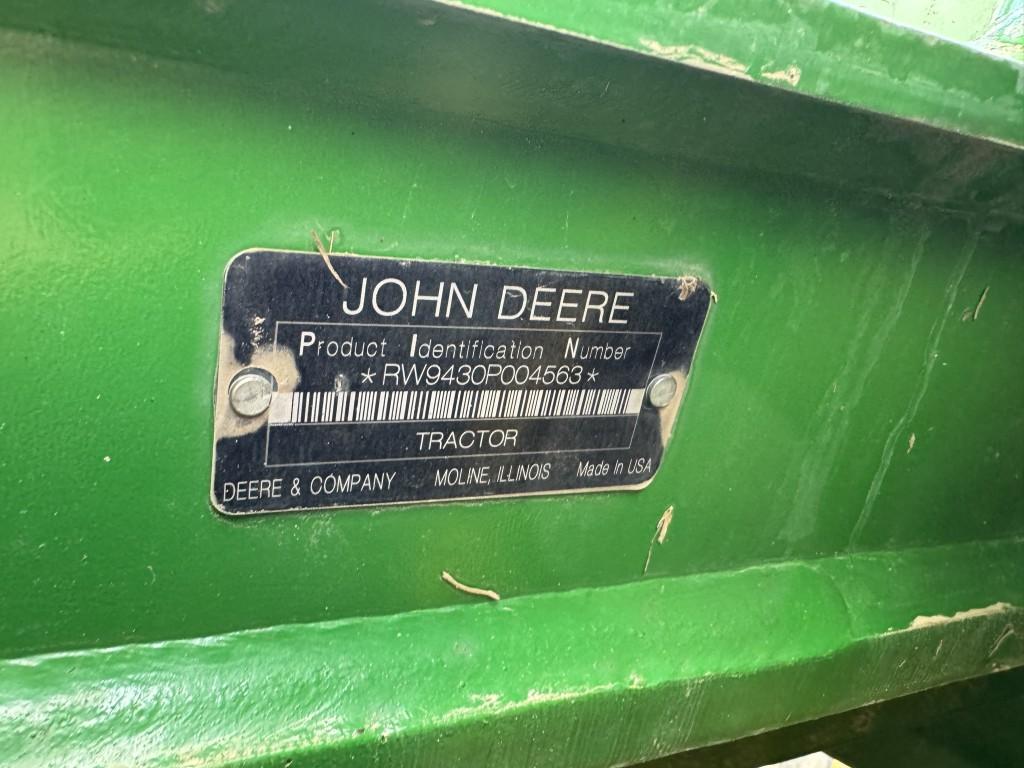 JOHN DEERE
Product Identification Number
*RW9430P004563*
TRACTOR
DEERE & COMPANY MOLINE, ILLINOIS Made In USA